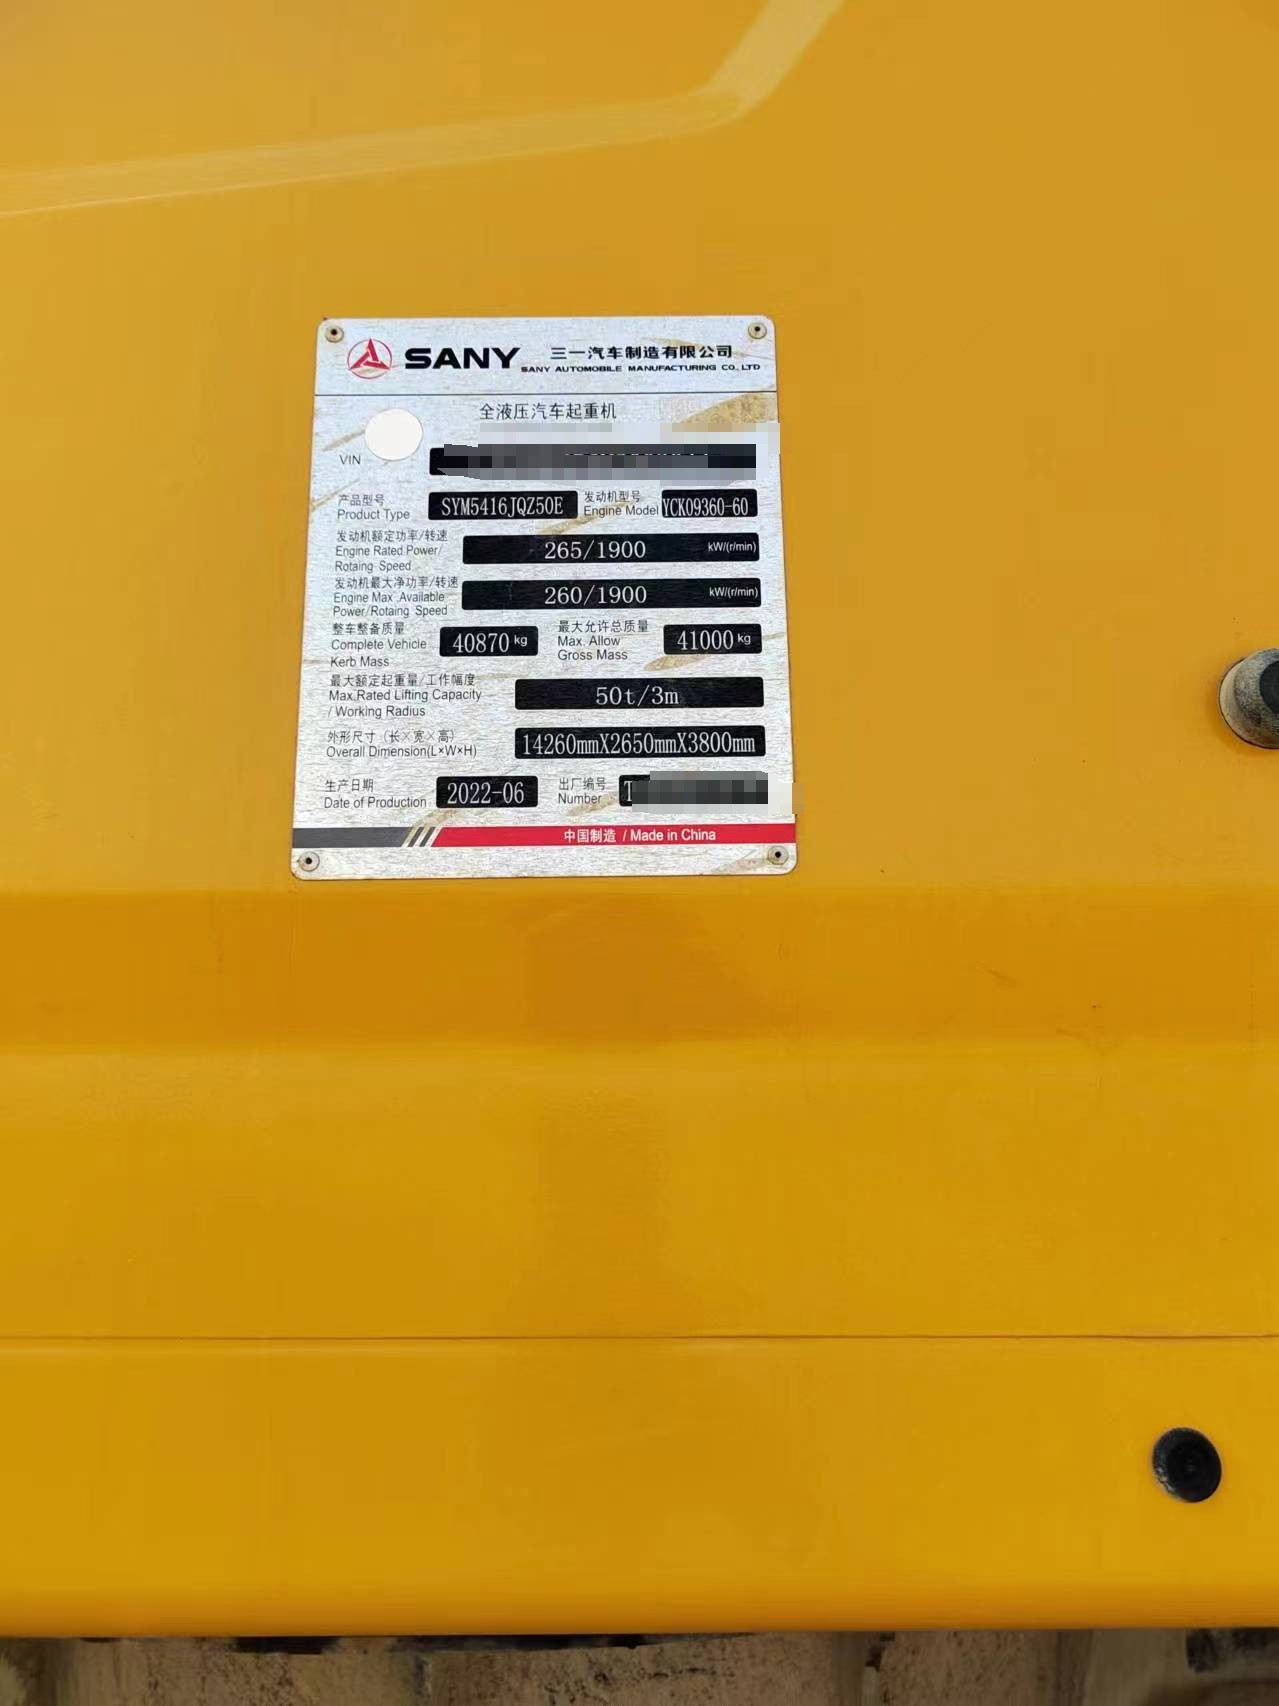 SANY 三一汽车制造有限公司
SANY AUTOMOBILE MANUFACTURING CO., LTD
全液压汽车起重机
VIN
产品型号 SYM5416JQZ50E 发动机型号 YCK09360-60
Product Type Engine Model
发动机额定功率/转速
Engine Rated Power/ 265/1900 kW/(r/min)
Rotaing Speed
发动机最大净功率/转速
Engine Max .Available 260/1900 kW/(r/min)
Power/Rotaing Speed
整车整备质量 最大允许总质量
Complete Vehicle 40870 kg Max. Allow 41000 kg
Kerb Mass Gross Mass
最大额定起重量/工作幅度
Max.Rated Lifting Capacity 50t/3m
/ Working Radius
外形尺寸（长×宽×高）
Overall Dimension(L×W×H) 14260mmX2650mmX3800mm
生产日期 2022-06 出厂编号 T
Date of Production Number
中国制造 / Made in China